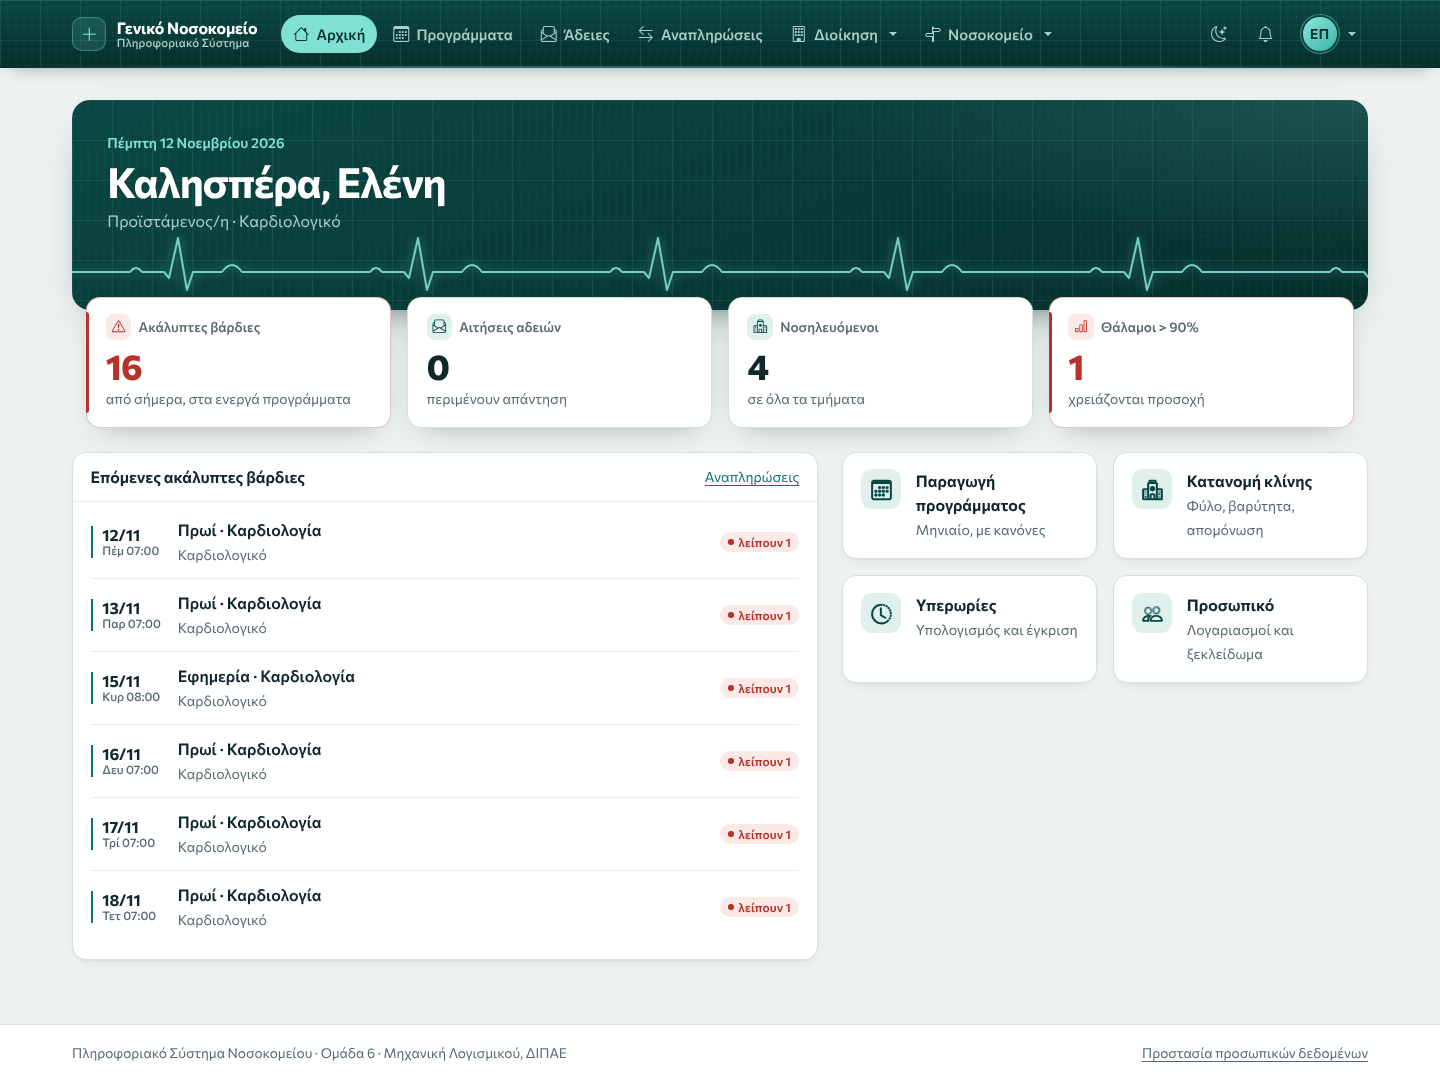 Γενικό Νοσοκομείο
Πληροφοριακό Σύστημα
Αρχική
Προγράμματα
Άδειες
Αναπληρώσεις
Διοίκηση
Νοσοκομείο
ΕΠ
Πέμπτη 12 Νοεμβρίου 2026
Καλησπέρα, Ελένη
Προϊστάμενος/η · Καρδιολογικό
Ακάλυπτες βάρδιες
16
από σήμερα, στα ενεργά προγράμματα
Αιτήσεις αδειών
0
περιμένουν απάντηση
Νοσηλευόμενοι
4
σε όλα τα τμήματα
Θάλαμοι > 90%
1
χρειάζονται προσοχή
Επόμενες ακάλυπτες βάρδιες
Αναπληρώσεις
12/11
Πέμ 07:00
Πρωί · Καρδιολογία
Καρδιολογικό
λείπουν 1
13/11
Παρ 07:00
Πρωί · Καρδιολογία
Καρδιολογικό
λείπουν 1
15/11
Κυρ 08:00
Εφημερία · Καρδιολογία
Καρδιολογικό
λείπουν 1
16/11
Δευ 07:00
Πρωί · Καρδιολογία
Καρδιολογικό
λείπουν 1
17/11
Τρί 07:00
Πρωί · Καρδιολογία
Καρδιολογικό
λείπουν 1
18/11
Τετ 07:00
Πρωί · Καρδιολογία
Καρδιολογικό
λείπουν 1
Παραγωγή
προγράμματος
Μηνιαίο, με κανόνες
Κατανομή κλίνης
Φύλο, βαρύτητα,
απομόνωση
Υπερωρίες
Υπολογισμός και έγκριση
Προσωπικό
Λογαριασμοί και
ξεκλείδωμα
Πληροφοριακό Σύστημα Νοσοκομείου · Ομάδα 6 · Μηχανική Λογισμικού, ΔΙΠΑΕ
Προστασία προσωπικών δεδομένων